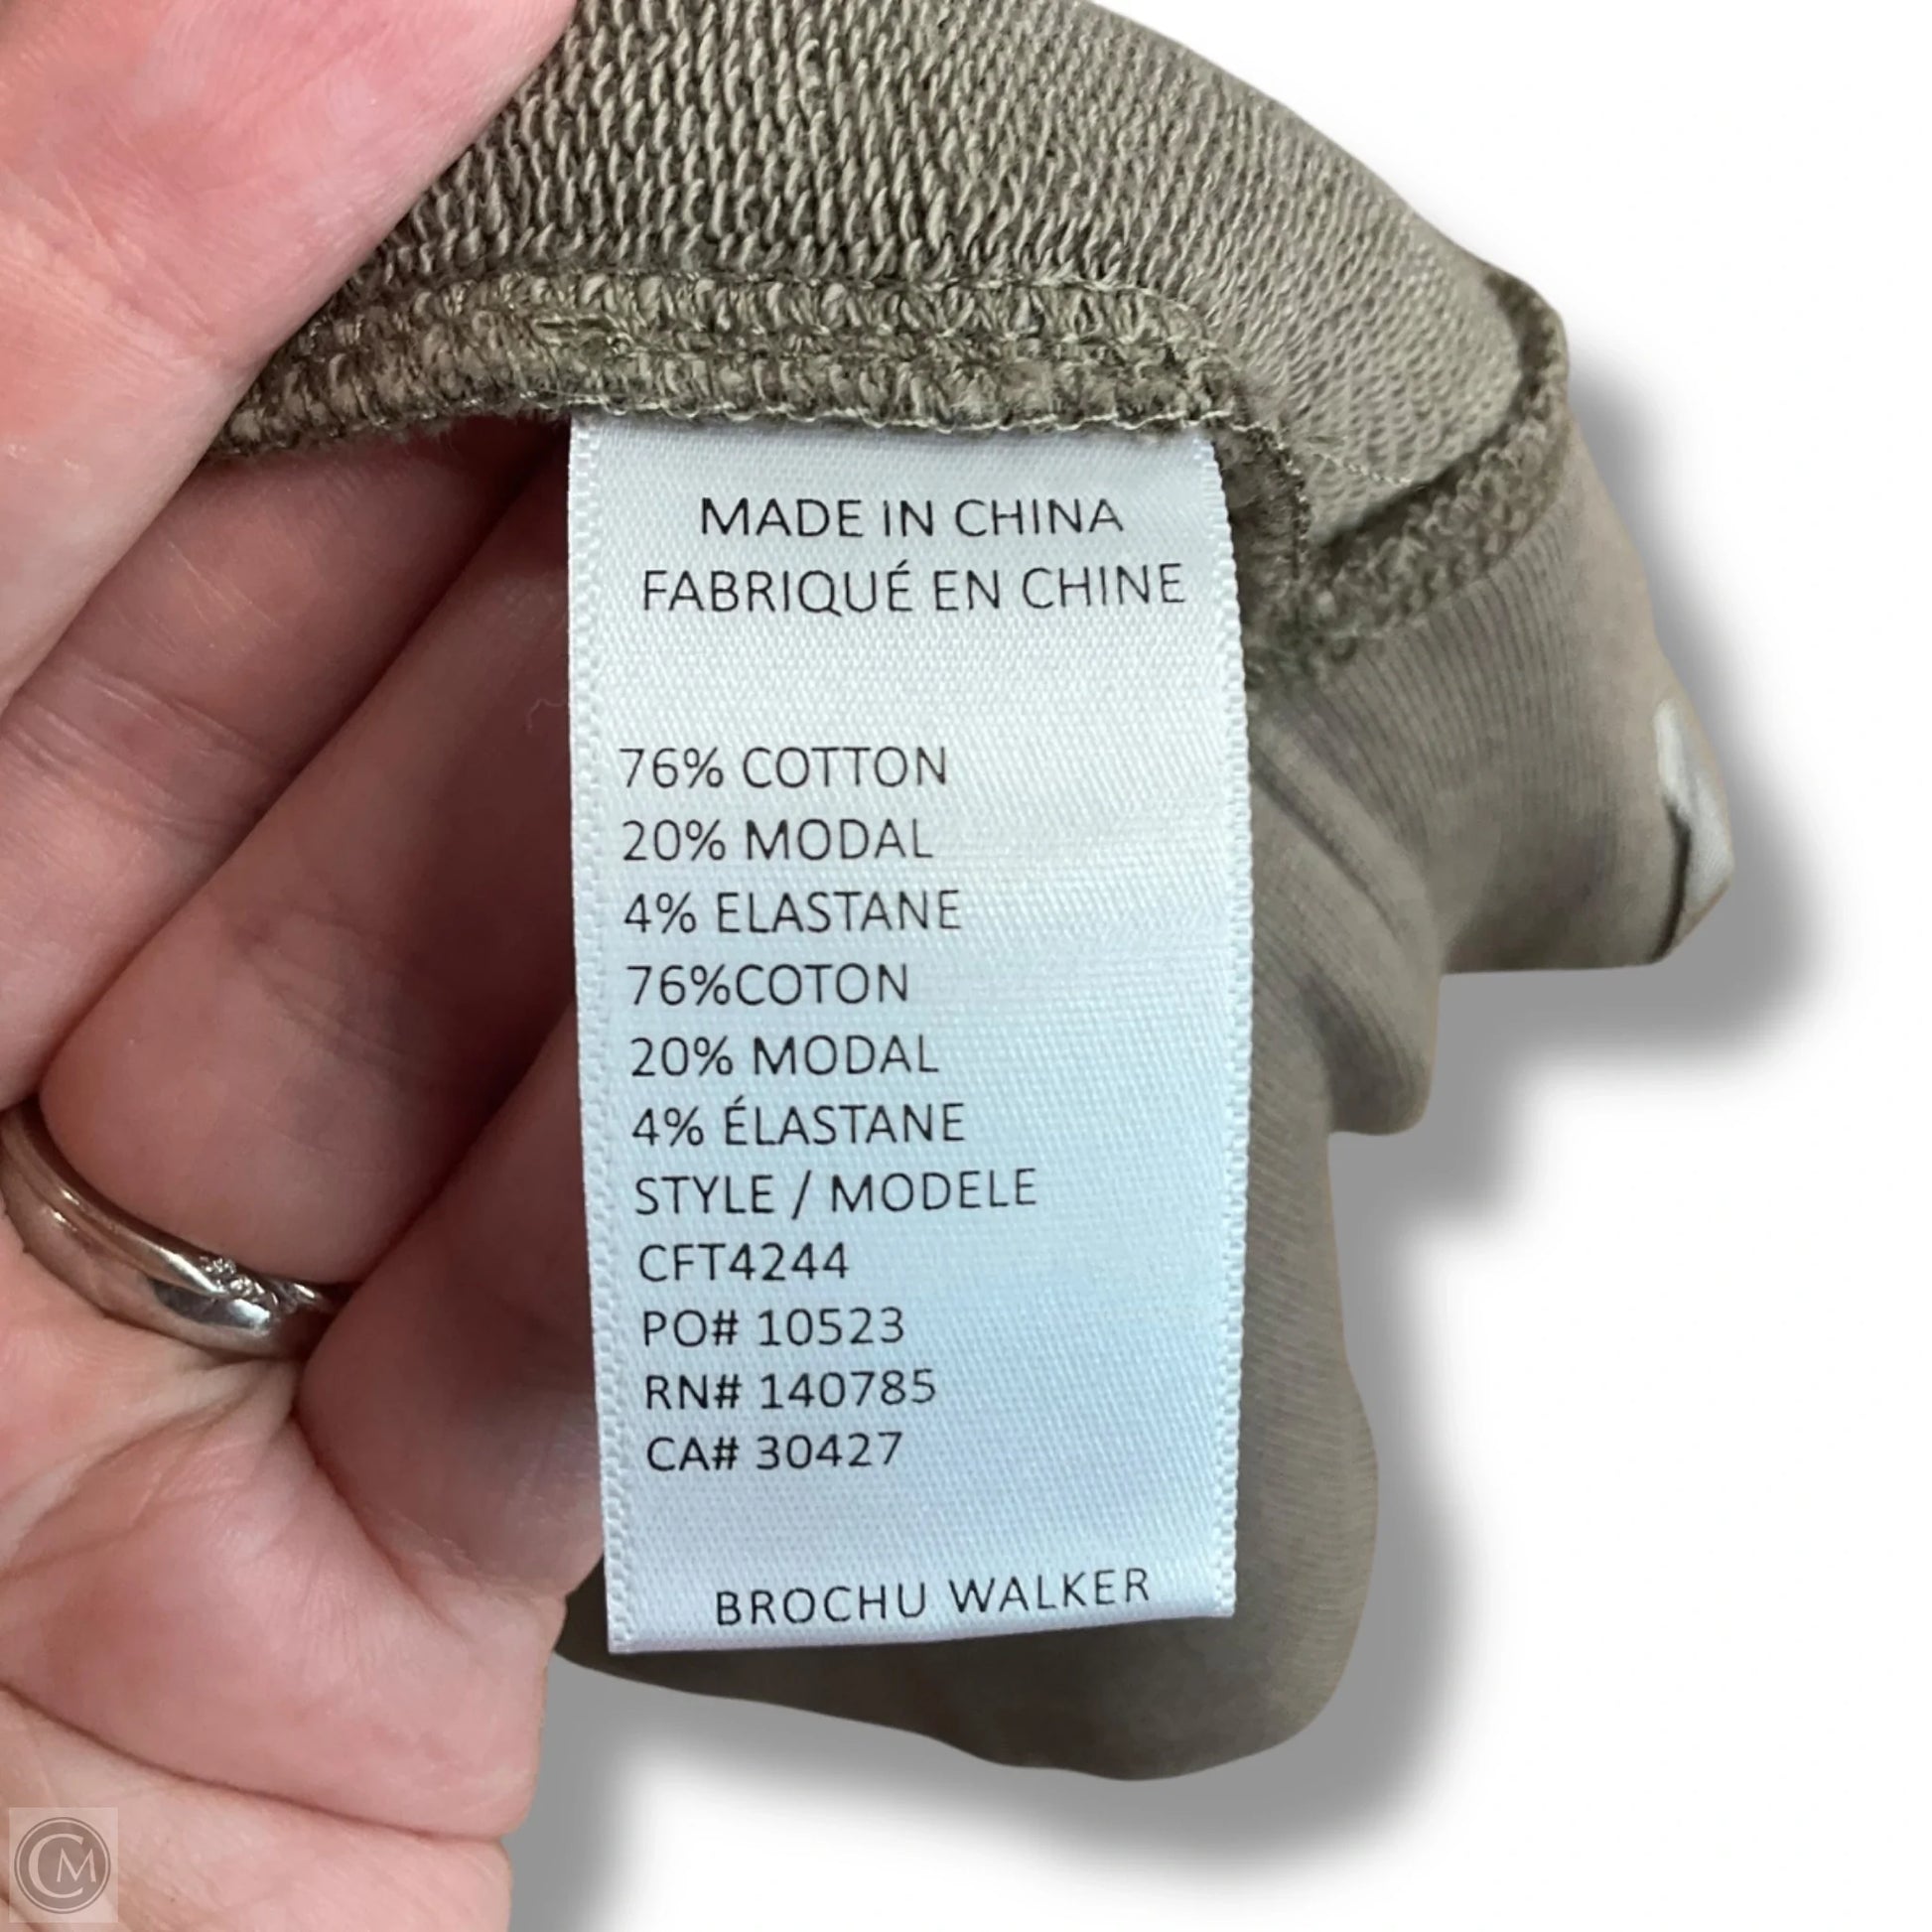 MADE IN CHINA
FABRIQUÉ EN CHINE
76% COTTON
20% MODAL
4% ELASTANE
76%COTON
20% MODAL
4% ÉLASTANE
STYLE / MODELE
CFT4244
PO# 10523
RN# 140785
CA# 30427
BROCHU WALKER
CM